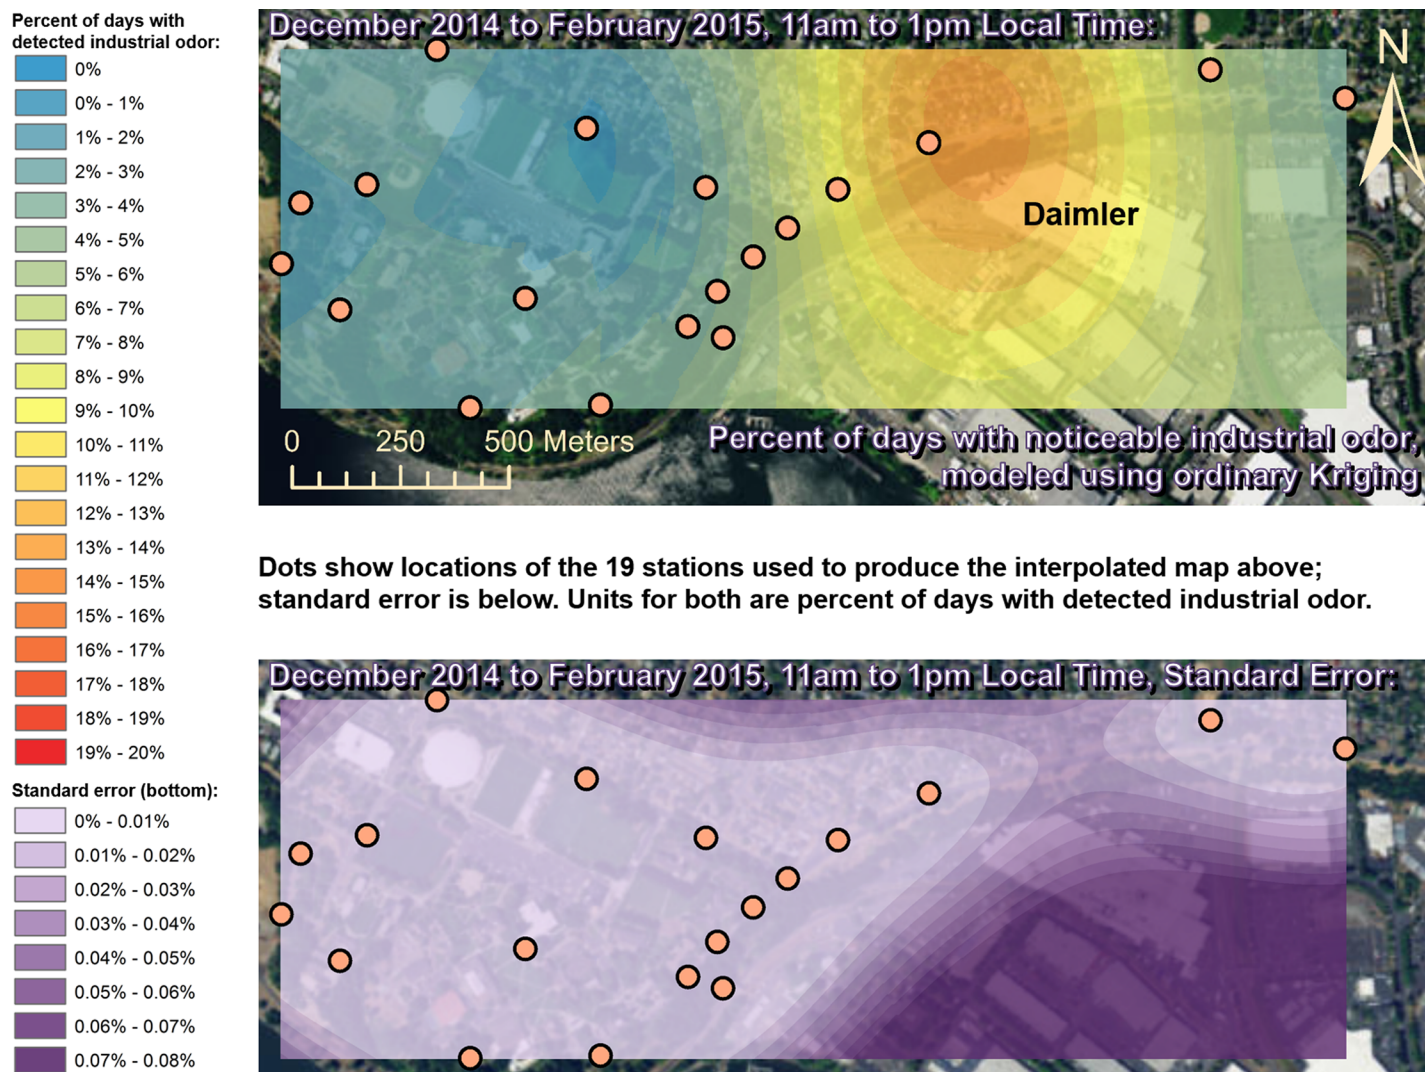 Percent of days with
detected industrial odor:
0%
0% - 1%
1% - 2%
2% - 3%
3% - 4%
4% - 5%
5% - 6%
6% - 7%
7% - 8%
8% - 9%
9% - 10%
10% - 11%
11% - 12%
12% - 13%
13% - 14%
14% - 15%
15% - 16%
16% - 17%
17% - 18%
18% - 19%
19% - 20%
Standard error (bottom):
0% - 0.01%
0.01% - 0.02%
0.02% - 0.03%
0.03% - 0.04%
0.04% - 0.05%
0.05% - 0.06%
0.06% - 0.07%
0.07% - 0.08%
December 2014 to February 2015, 11am to 1pm Local Time:
N
Daimler
0 250 500 Meters
Percent of days with noticeable industrial odor,
modeled using ordinary Kriging
Dots show locations of the 19 stations used to produce the interpolated map above;
standard error is below. Units for both are percent of days with detected industrial odor.
December 2014 to February 2015, 11am to 1pm Local Time, Standard Error: